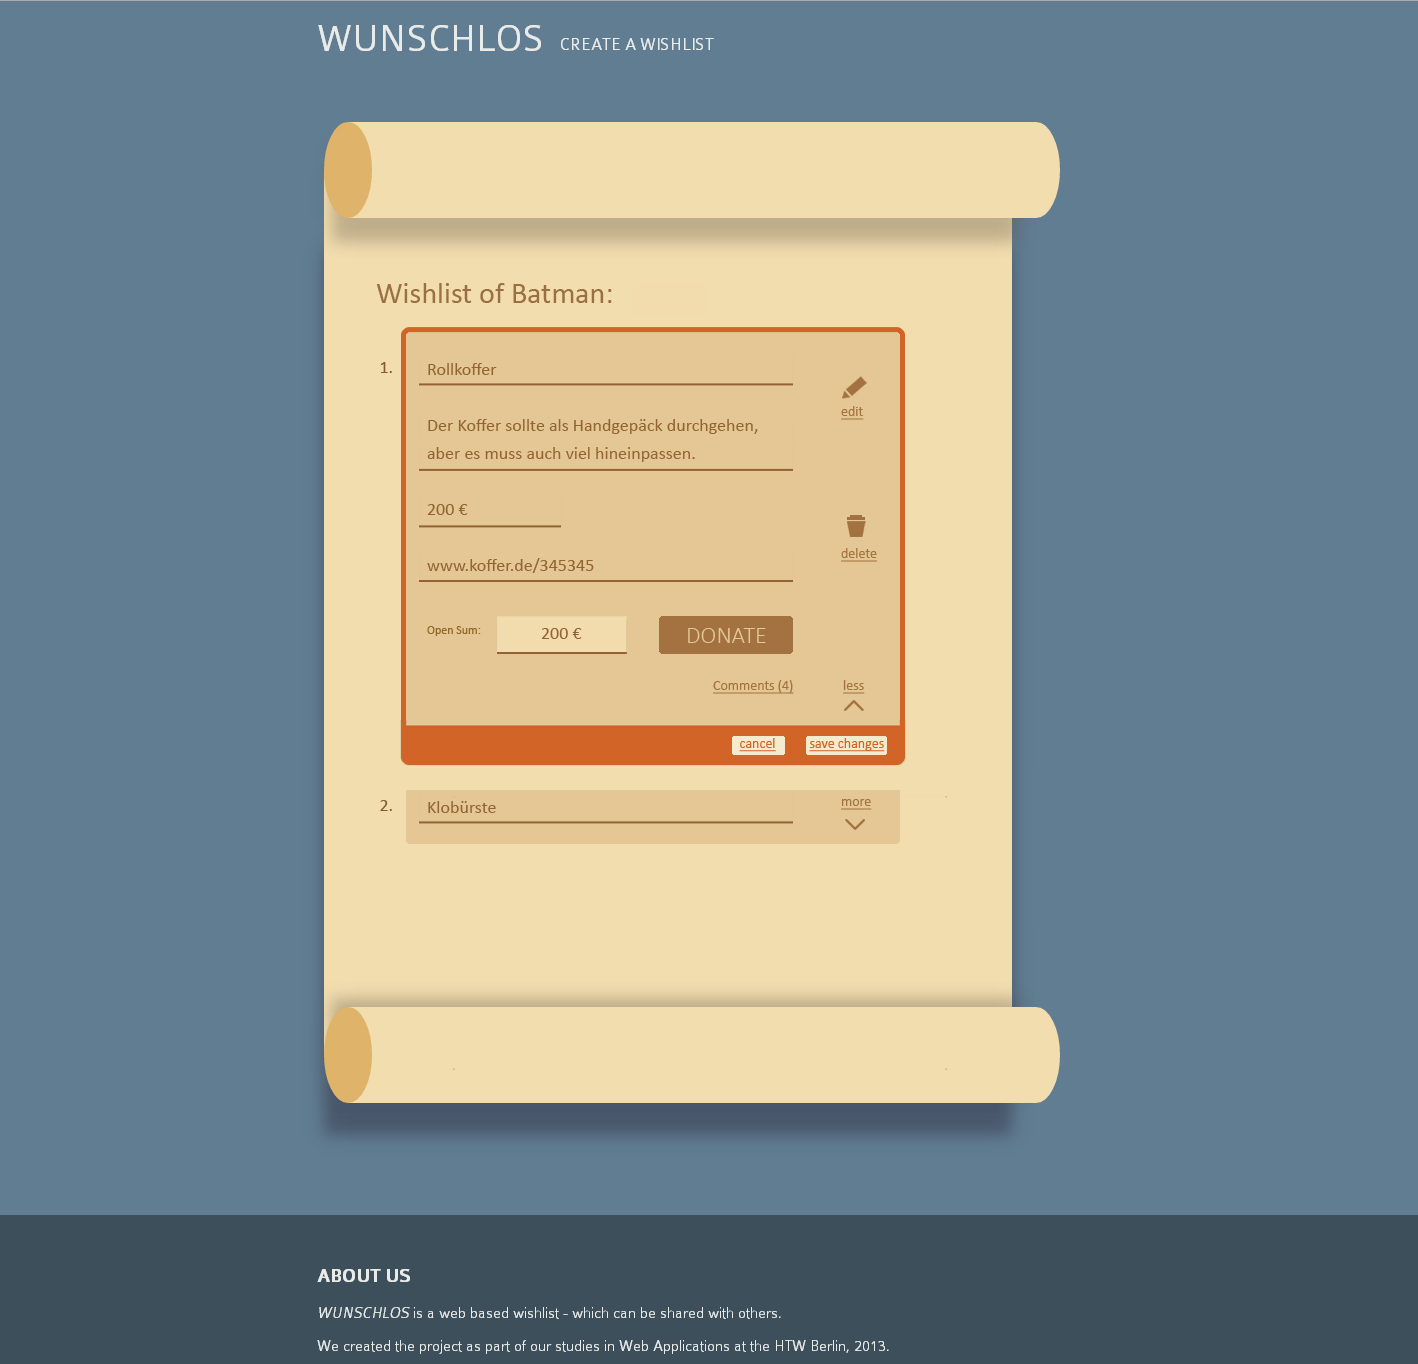 WUNSCHLOS CREATE A WISHLIST
Wishlist of Batman:
1.
Rollkoffer
edit
Der Koffer sollte als Handgepäck durchgehen,
aber es muss auch viel hineinpassen.
200 €
delete
www.koffer.de/345345
Open Sum: 200 € DONATE
Comments (4) less
cancel save changes
2. Klobürste more
ABOUT US
WUNSCHLOS is a web based wishlist - which can be shared with others.
We created the project as part of our studies in Web Applications at the HTW Berlin, 2013.